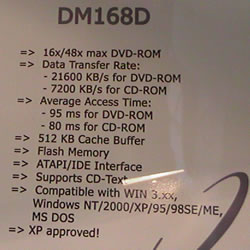 DM168D
=> 16x/48x max DVD-ROM
=> Data Transfer Rate:
- 21600 KB/s for DVD-ROM
- 7200 KB/s for CD-ROM
=> Average Access Time:
- 95 ms for DVD-ROM
- 80 ms for CD-ROM
=> 512 KB Cache Buffer
=> Flash Memory
=> ATAPI/IDE Interface
=> Supports CD-Text
=> Compatible with WIN 3.xx,
Windows NT/2000/XP/95/98SE/ME,
MS DOS
=> XP approved!